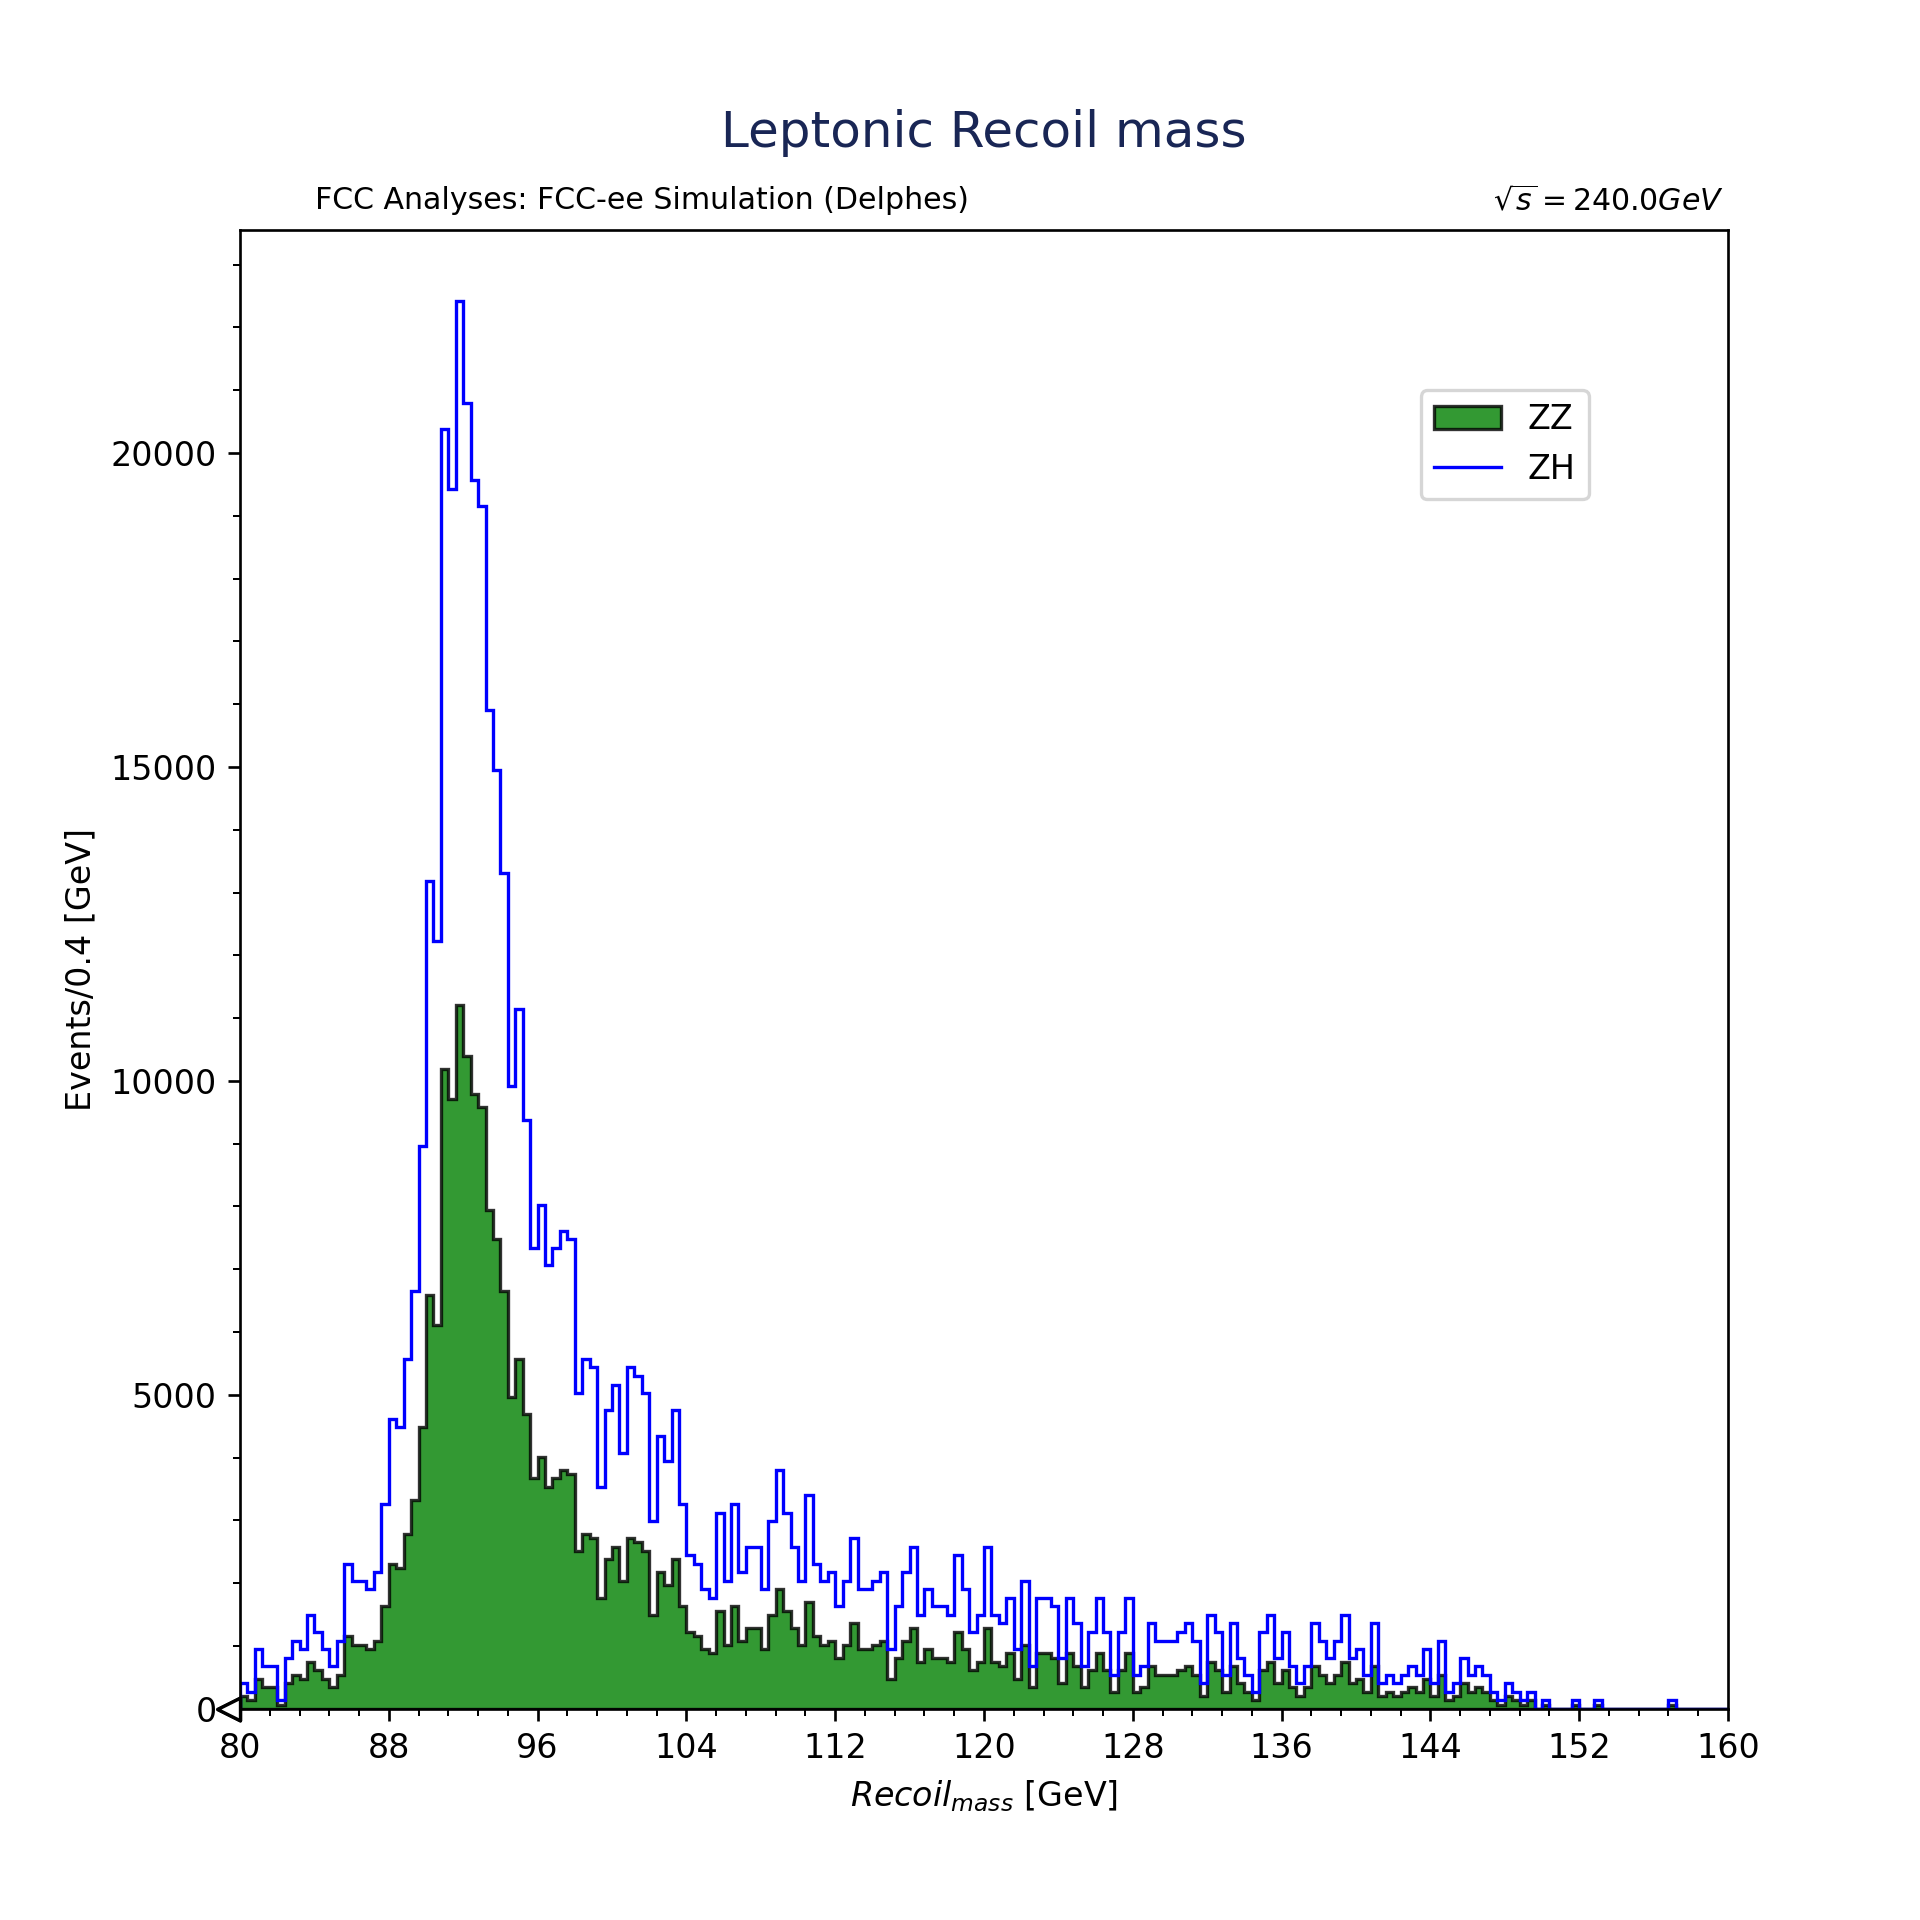 Leptonic Recoil mass
FCC Analyses: FCC-ee Simulation (Delphes)
√s = 240.0GeV
ZZ
ZH
20000
15000
10000
5000
0
Events/0.4 [GeV]
80 88 96 104 112 120 128 136 144 152 160
Recoil_mass [GeV]